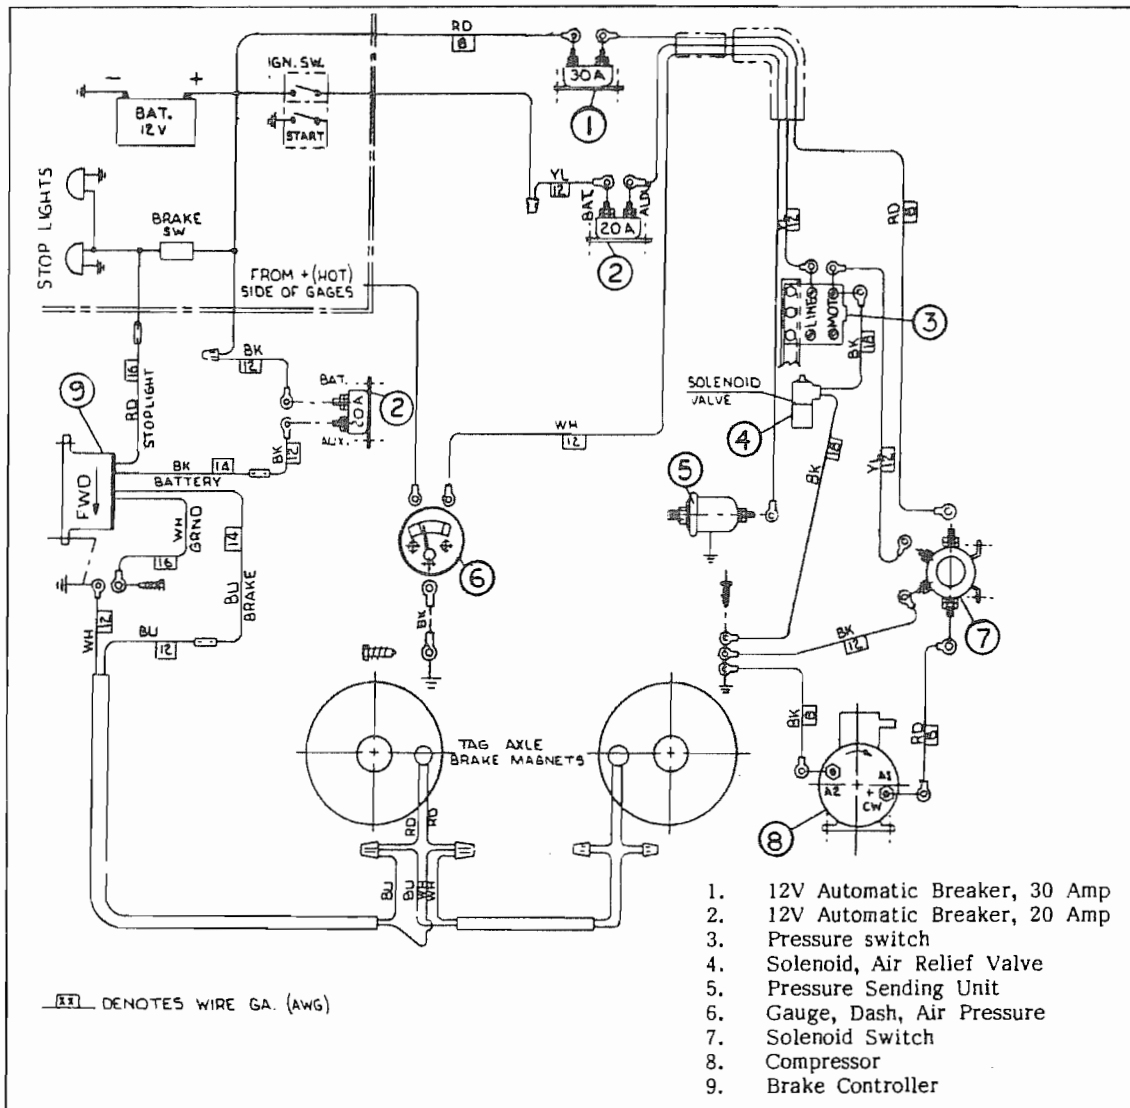 RD
8
IGN. SW.
30 A
−
+
BAT.
12V
START
1
STOP LIGHTS
YL
12
BAT.
AUX.
20A
2
BRAKE
SW
RD
8
YL
12
FROM + (HOT)
SIDE OF GAGES
LINE
MOT
3
BK
12
BK
18
9
16
RD
STOPLIGHT
BAT.
20A
2
AUX.
SOLENOID
VALVE
4
WH
12
BK
12
BK
18
YL
12
BK
14
BATTERY
5
FWD
WH
GRND
14
16
6
BU
BRAKE
WH
12
BU
12
BK
BK
12
7
TAG AXLE
BRAKE MAGNETS
BK
8
RD
8
A2
A1
+
CW
8
RD
RD
BU
BU
WH
WH
1. 12V Automatic Breaker, 30 Amp
2. 12V Automatic Breaker, 20 Amp
3. Pressure switch
4. Solenoid, Air Relief Valve
5. Pressure Sending Unit
6. Gauge, Dash, Air Pressure
7. Solenoid Switch
8. Compressor
9. Brake Controller
XX DENOTES WIRE GA. (AWG)